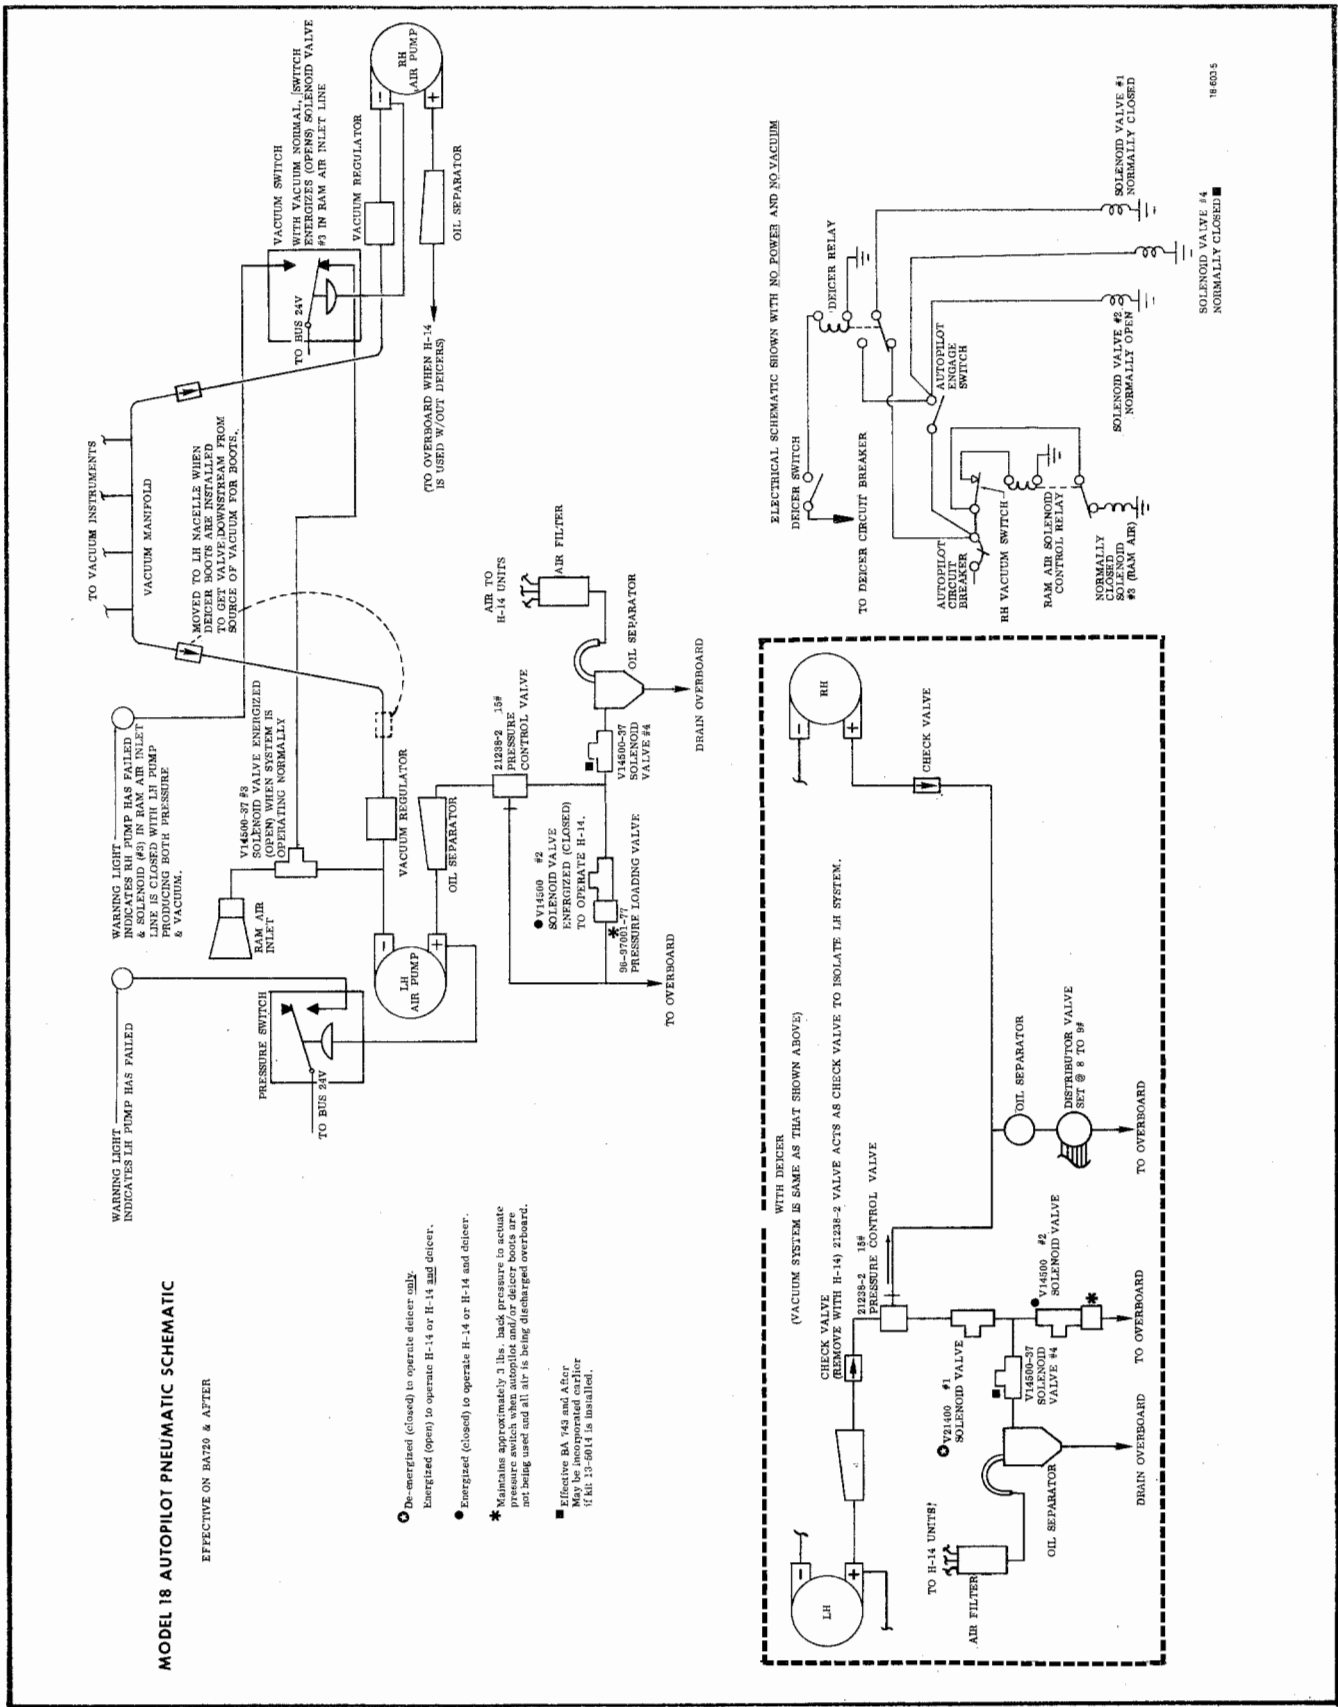 MODEL 18 AUTOPILOT PNEUMATIC SCHEMATIC
EFFECTIVE ON BA720 & AFTER
WARNING LIGHT
INDICATES LH PUMP HAS FAILED
WARNING LIGHT
INDICATES RH PUMP HAS FAILED
& SOLENOID (#3) IN RAM AIR INLET
LINE IS CLOSED WITH LH PUMP
PRODUCING BOTH PRESSURE
& VACUUM.
TO VACUUM INSTRUMENTS
VACUUM MANIFOLD
MOVED TO LH NACELLE WHEN
DEICER BOOTS ARE INSTALLED
TO GET VALVE DOWNSTREAM FROM
SOURCE OF VACUUM FOR BOOTS.
VACUUM SWITCH
WITH VACUUM NORMAL, SWITCH
ENERGIZES (OPENS) SOLENOID VALVE
#3 IN RAM AIR INLET LINE
TO BUS 24V
VACUUM REGULATOR
RH
AIR PUMP
-
+
OIL SEPARATOR
(TO OVERBOARD WHEN H-14
IS USED W/OUT DEICERS)
V14500-37 #3
SOLENOID VALVE ENERGIZED
(OPEN) WHEN SYSTEM IS
OPERATING NORMALLY
RAM AIR
INLET
PRESSURE SWITCH
TO BUS 24V
LH
AIR PUMP
-
+
VACUUM REGULATOR
OIL SEPARATOR
21238-2 15#
PRESSURE
CONTROL VALVE
● V14500 #2
SOLENOID VALVE
ENERGIZED (CLOSED)
TO OPERATE H-14.
*
96-97001-77
PRESSURE LOADING VALVE
TO OVERBOARD
■
V14500-37
SOLENOID
VALVE #4
OIL SEPARATOR
DRAIN OVERBOARD
AIR TO
H-14 UNITS
AIR FILTER
✪ De-energized (closed) to operate deicer only.
Energized (open) to operate H-14 or H-14 and deicer.
● Energized (closed) to operate H-14 or H-14 and deicer.
* Maintains approximately 3 lbs. back pressure to actuate
pressure switch when autopilot and/or deicer boots are
not being used and all air is being discharged overboard.
■ Effective BA 743 and After
May be incorporated earlier
if kit 13-5014 is installed.
WITH DEICER
(VACUUM SYSTEM IS SAME AS THAT SHOWN ABOVE)
CHECK VALVE
(REMOVE WITH H-14) 21238-2 VALVE ACTS AS CHECK VALVE TO ISOLATE LH SYSTEM.
21238-2 15#
PRESSURE CONTROL VALVE
LH
-
+
RH
-
+
CHECK VALVE
✪ V21400 #1
SOLENOID VALVE
● V14500 #2
SOLENOID VALVE
*
■
V14500-37
SOLENOID
VALVE #4
TO H-14 UNITS
AIR FILTER
OIL SEPARATOR
DRAIN OVERBOARD
TO OVERBOARD
OIL SEPARATOR
DISTRIBUTOR VALVE
SET @ 8 TO 9#
TO OVERBOARD
ELECTRICAL SCHEMATIC SHOWN WITH NO POWER AND NO VACUUM
DEICER SWITCH
TO DEICER CIRCUIT BREAKER
DEICER RELAY
AUTOPILOT
ENGAGE
SWITCH
AUTOPILOT
CIRCUIT
BREAKER
RH VACUUM SWITCH
RAM AIR SOLENOID
CONTROL RELAY
NORMALLY
CLOSED
SOLENOID
#3 (RAM AIR)
SOLENOID VALVE #2
NORMALLY OPEN
SOLENOID VALVE #1
NORMALLY CLOSED
SOLENOID VALVE #4
NORMALLY CLOSED ■
18-603-5